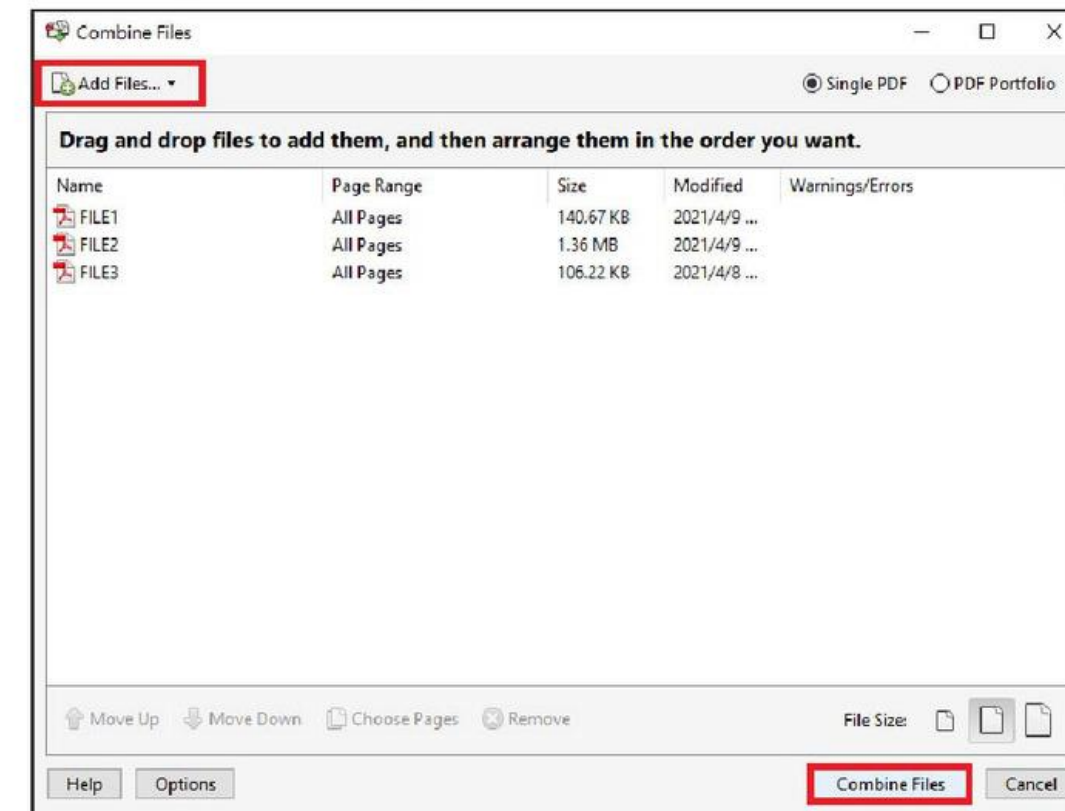 Combine Files
Add Files... Single PDF PDF Portfolio
Drag and drop files to add them, and then arrange them in the order you want.
Name Page Range Size Modified Warnings/Errors
FILE1 All Pages 140.67 KB 2021/4/9 ...
FILE2 All Pages 1.36 MB 2021/4/9 ...
FILE3 All Pages 106.22 KB 2021/4/8 ...
Move Up Move Down Choose Pages Remove File Size:
Help Options Combine Files Cancel